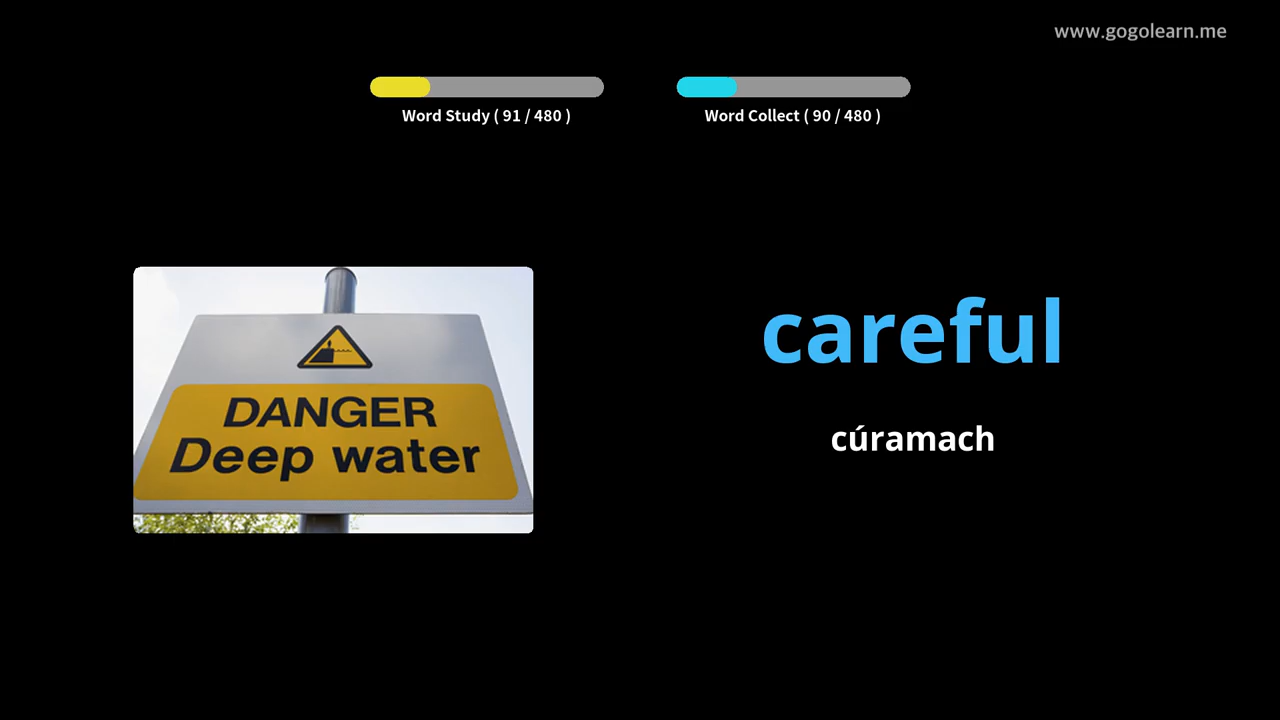 www.gogolearn.me
Word Study ( 91 / 480 )
Word Collect ( 90 / 480 )
DANGER
Deep water
careful
cúramach